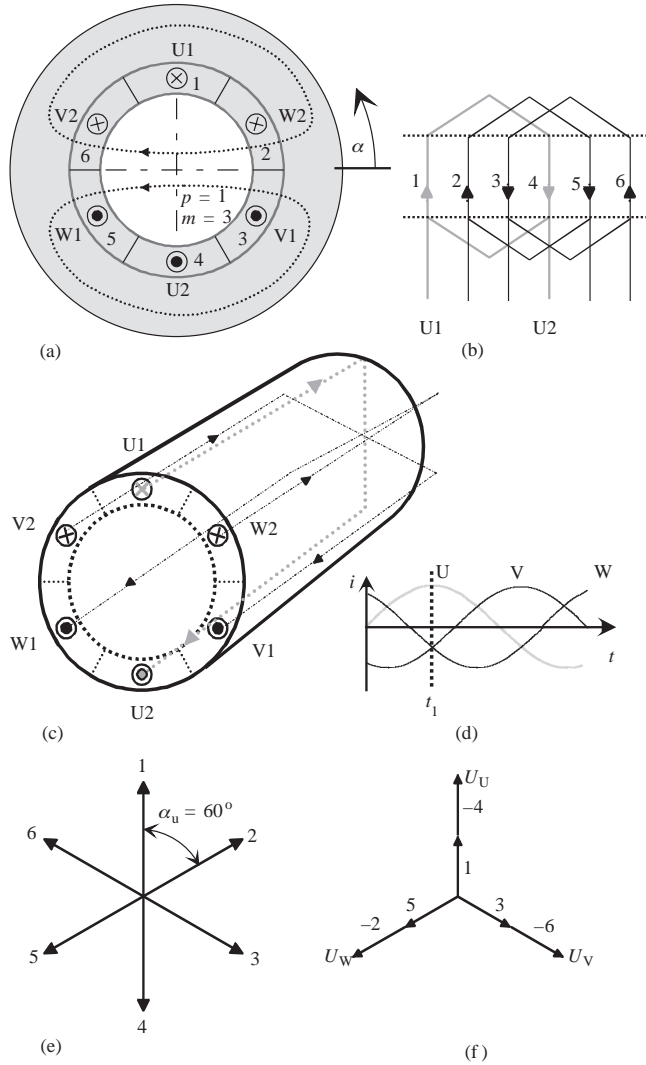 U1
1
V2
W2
6
2
p = 1
m = 3
W1
5
3
V1
4
U2
(a)
α
1 2 3 4 5 6
U1 U2
(b)
U1
V2
W2
W1
V1
U2
(c)
i
U V W
t
t1
(d)
1
αu = 60o
6
2
5
3
4
(e)
UU
–4
1
–2 5 3 –6
UW UV
(f)